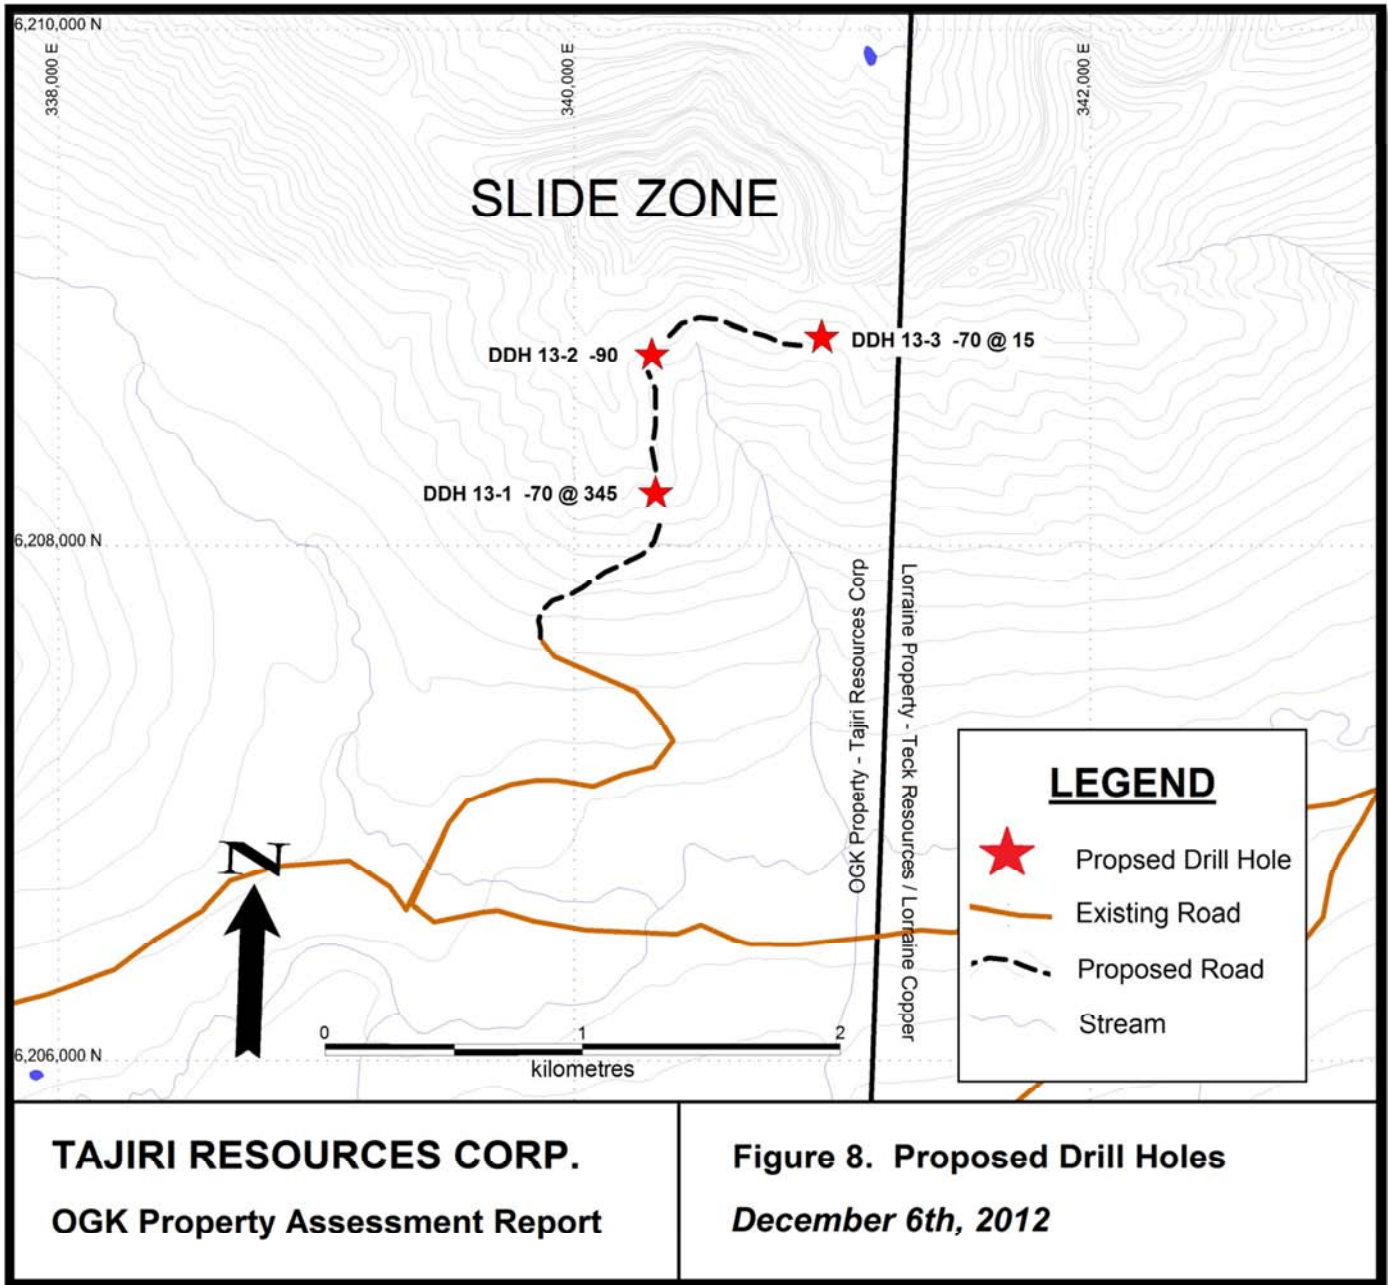 6,210,000 N
338,000 E
340,000 E
342,000 E
SLIDE ZONE
DDH 13-2 -90
DDH 13-3 -70 @ 15
DDH 13-1 -70 @ 345
6,208,000 N
OGK Property - Tajiri Resources Corp
Lorraine Property - Teck Resources / Lorraine Copper
LEGEND
Propsed Drill Hole
Existing Road
Proposed Road
Stream
N
0 1 2
kilometres
6,206,000 N
TAJIRI RESOURCES CORP.
OGK Property Assessment Report
Figure 8. Proposed Drill Holes
December 6th, 2012